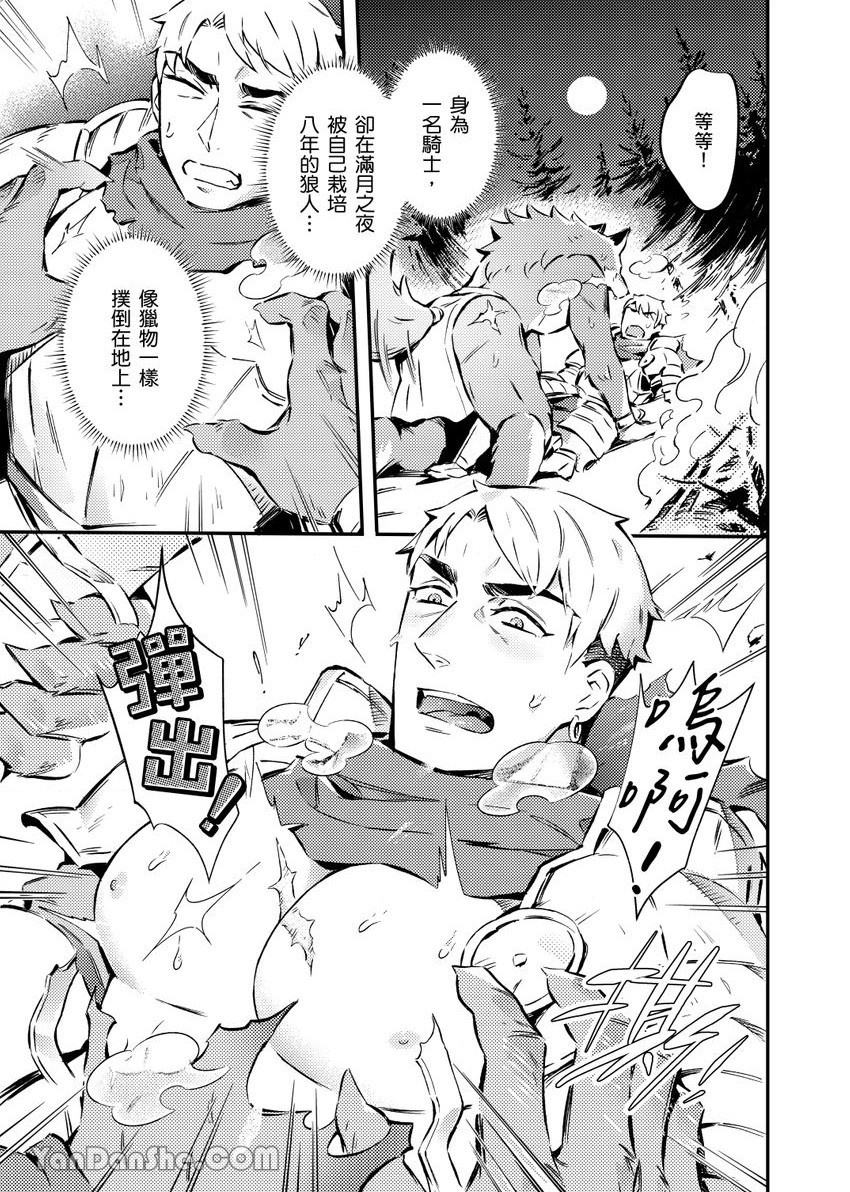 等等！
身為
一名騎士，
卻在滿月之夜
被自己栽培
八年的狼人…
像獵物一樣
撲倒在地上…
嗚啊啊！
彈出！
YanDanShe.COM